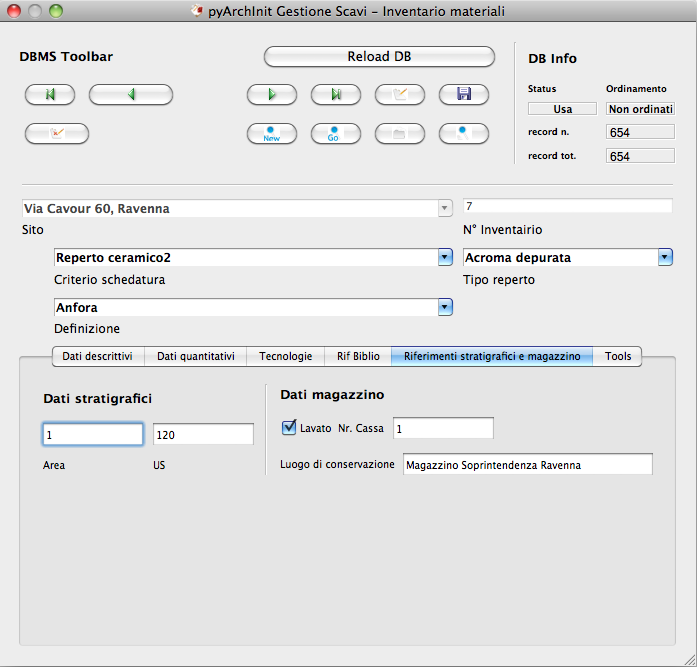 pyArchInit Gestione Scavi – Inventario materiali
DBMS Toolbar
Reload DB
DB Info
Status
Ordinamento
Usa
Non ordinati
record n.
654
record tot.
654
New
Go
Via Cavour 60, Ravenna
7
Sito
N° Inventairio
Reperto ceramico2
Acroma depurata
Criterio schedatura
Tipo reperto
Anfora
Definizione
Dati descrittivi
Dati quantitativi
Tecnologie
Rif Biblio
Riferimenti stratigrafici e magazzino
Tools
Dati stratigrafici
1
120
Area
US
Dati magazzino
Lavato
Nr. Cassa
1
Luogo di conservazione
Magazzino Soprintendenza Ravenna